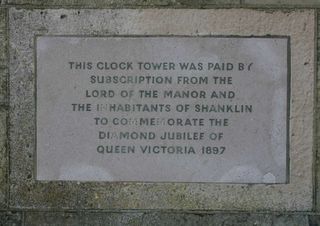 THIS CLOCK TOWER WAS PAID BY
SUBSCRIPTION FROM THE
LORD OF THE MANOR AND
THE INHABITANTS OF SHANKLIN
TO COMMEMORATE THE
DIAMOND JUBILEE OF
QUEEN VICTORIA 1897